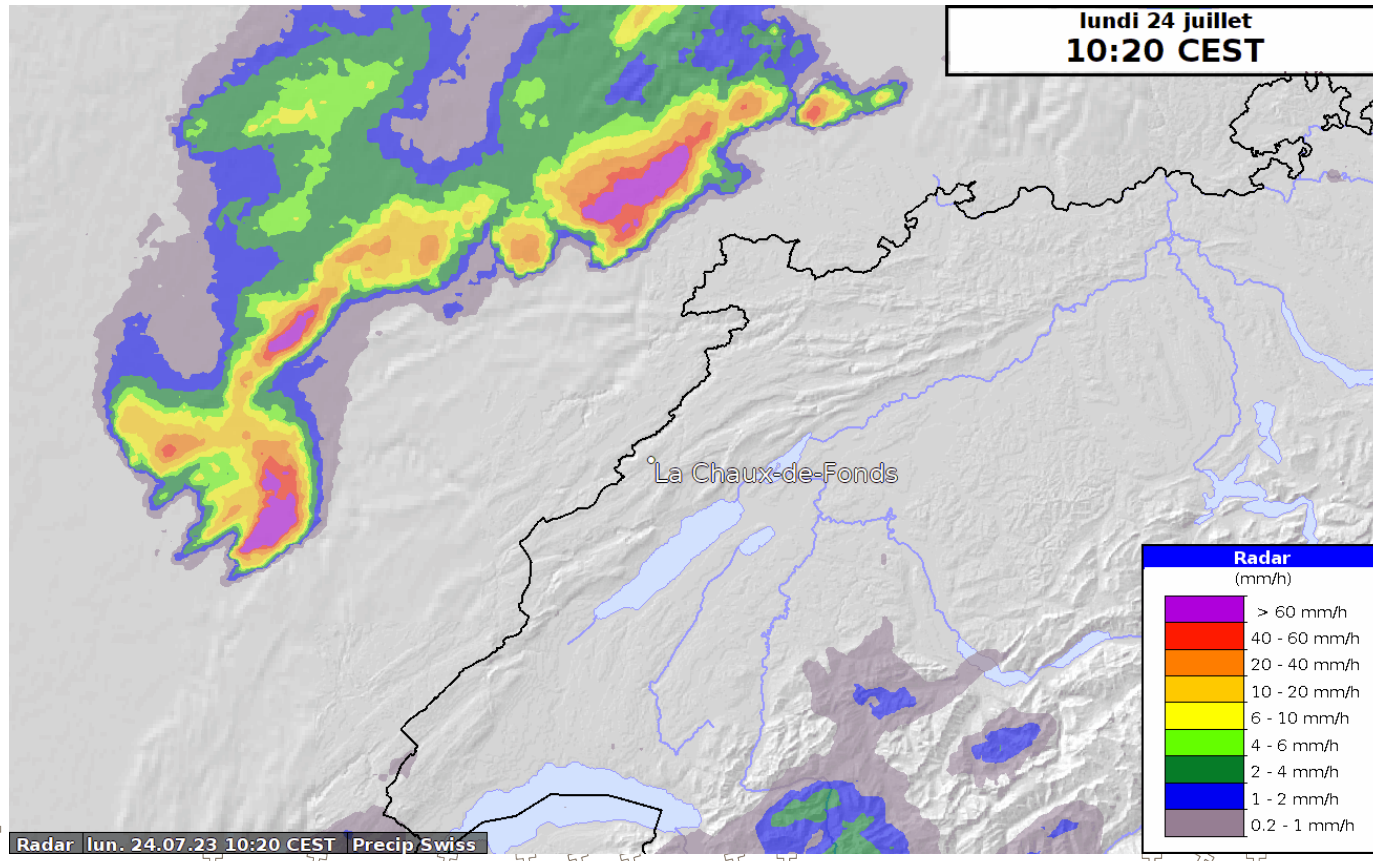 lundi 24 juillet
10:20 CEST
La Chaux-de-Fonds
Radar
(mm/h)
> 60 mm/h
40 - 60 mm/h
20 - 40 mm/h
10 - 20 mm/h
6 - 10 mm/h
4 - 6 mm/h
2 - 4 mm/h
1 - 2 mm/h
0.2 - 1 mm/h
Radar lun. 24.07.23 10:20 CEST Precip Swiss